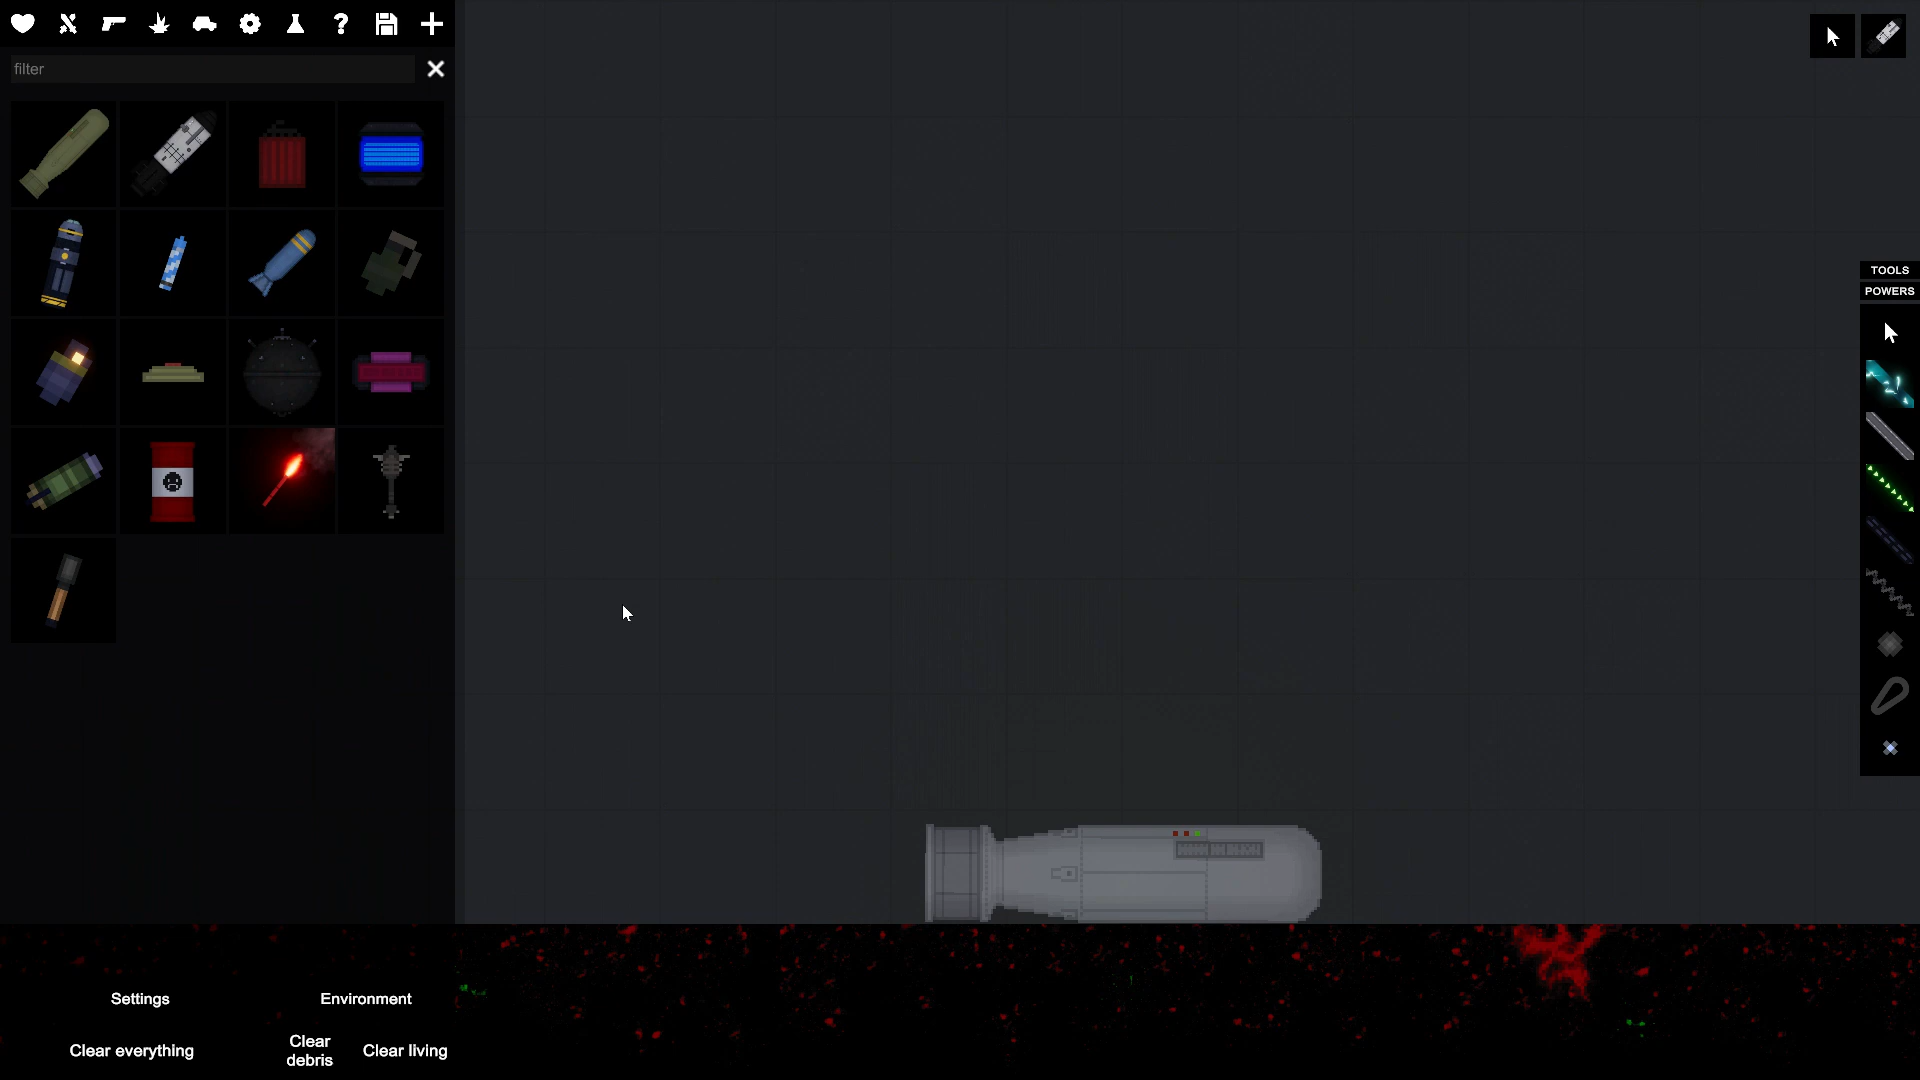 filter
TOOLS
POWERS
Settings
Environment
Clear everything
Clear
debris
Clear living